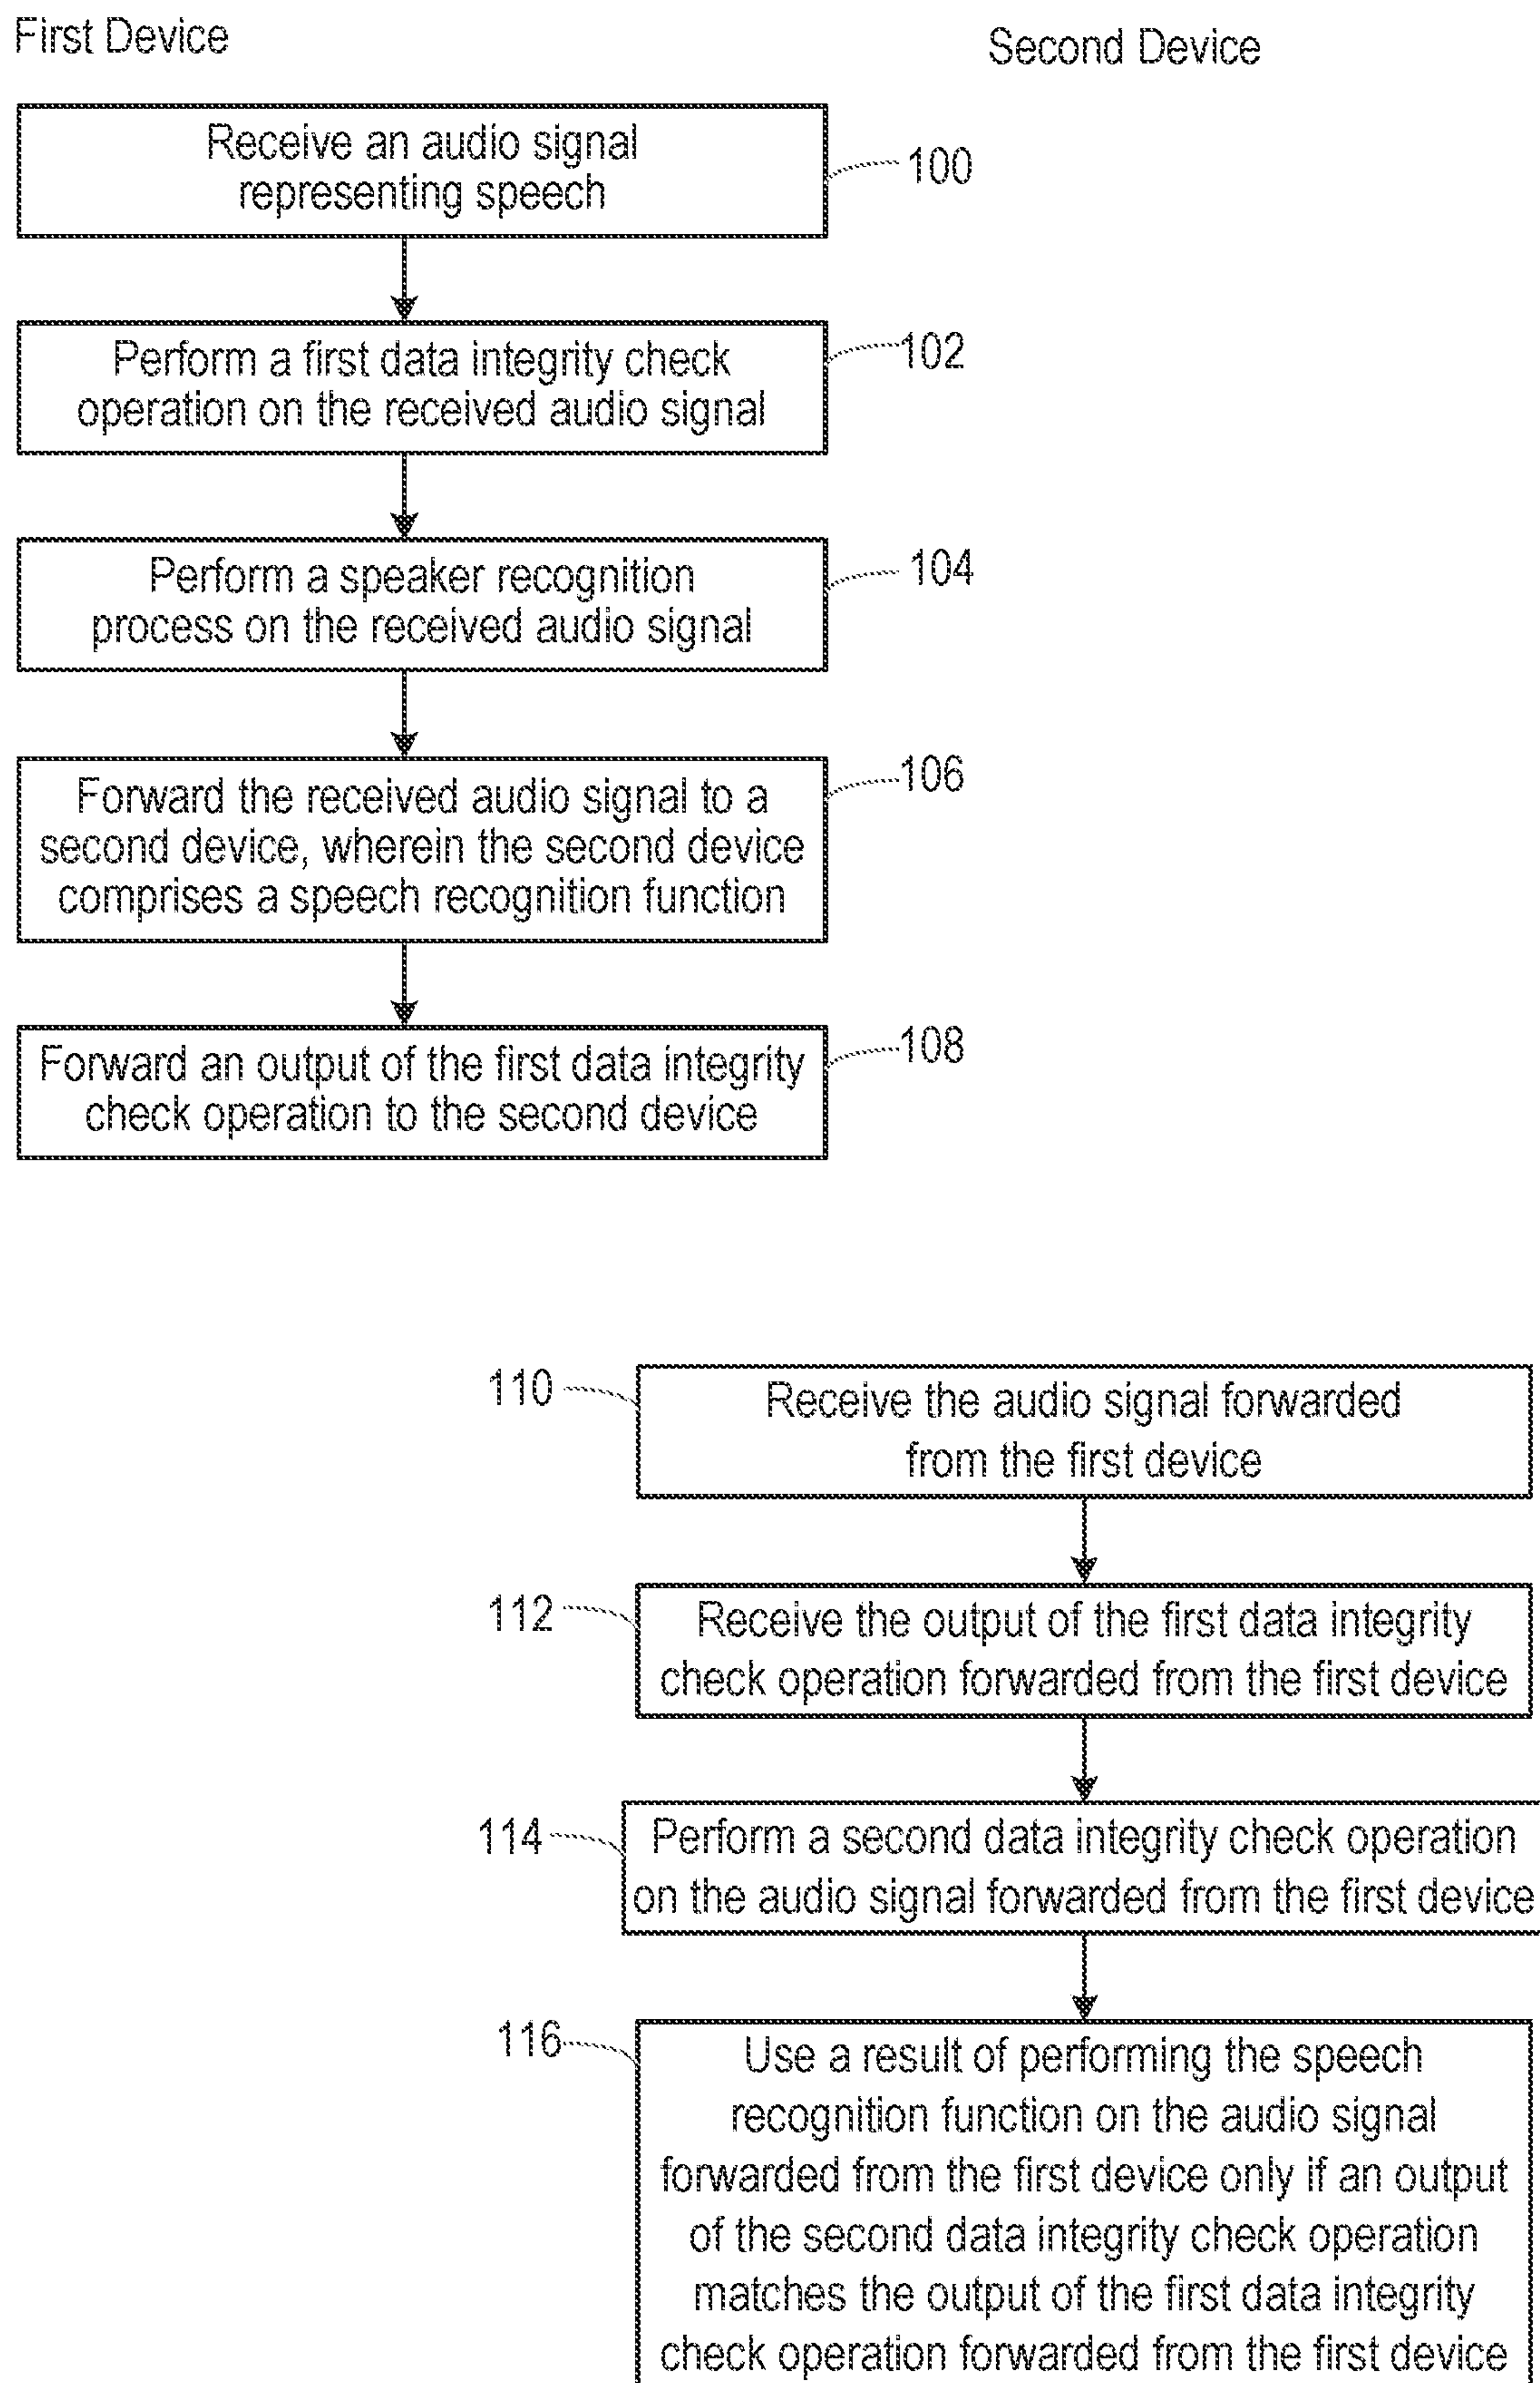 First Device
Second Device
Receive an audio signal
representing speech
100
Perform a first data integrity check
operation on the received audio signal
102
Perform a speaker recognition
process on the received audio signal
104
Forward the received audio signal to a
second device, wherein the second device
comprises a speech recognition function
106
Forward an output of the first data integrity
check operation to the second device
108
110
Receive the audio signal forwarded
from the first device
112
Receive the output of the first data integrity
check operation forwarded from the first device
114
Perform a second data integrity check operation
on the audio signal forwarded from the first device
116
Use a result of performing the speech
recognition function on the audio signal
forwarded from the first device only if an output
of the second data integrity check operation
matches the output of the first data integrity
check operation forwarded from the first device